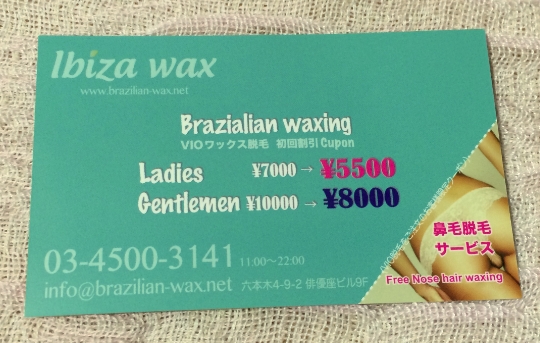 Ibiza wax
www.brazilian-wax.net
Brazialian waxing
VIOワックス脱毛 初回割引Cupon
Ladies ¥7000 → ¥5500
Gentlemen ¥10000 → ¥8000
03-4500-3141 11:00~22:00
info@brazilian-wax.net 六本木4-9-2 俳優座ビル9F
鼻毛脱毛
サービス
Free Nose hair waxing